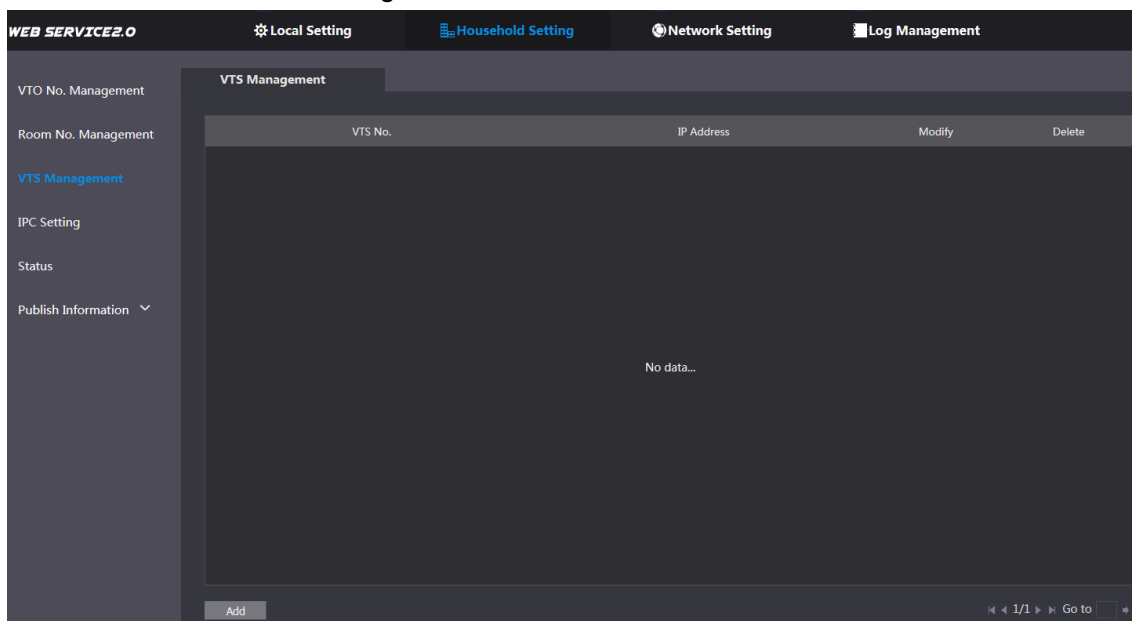 WEB SERVICE2.0 Local Setting Household Setting Network Setting Log Management
VTO No. Management
Room No. Management
VTS Management
IPC Setting
Status
Publish Information
VTS Management
VTS No. IP Address Modify Delete
No data...
Add 1/1 Go to